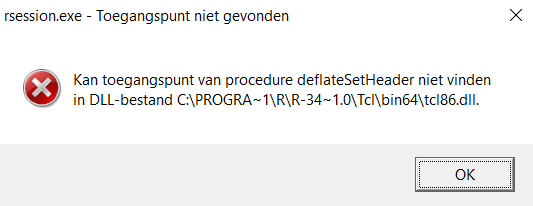 rsession.exe - Toegangspunt niet gevonden
Kan toegangspunt van procedure deflateSetHeader niet vinden
in DLL-bestand C:\PROGRA~1\R\R-34~1.0\Tcl\bin64\tcl86.dll.
OK